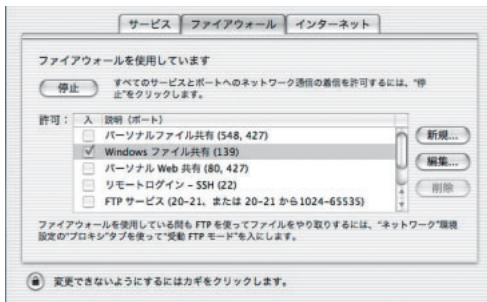 サービス ファイアウォール インターネット
ファイアウォールを使用しています
停止
すべてのサービスとポートへのネットワーク通信の着信を許可するには、“停
止”をクリックします。
許可： 入 説明（ポート）
パーソナルファイル共有 (548, 427)
Windows ファイル共有 (139)
パーソナル Web 共有 (80, 427)
リモートログイン – SSH (22)
FTP サービス (20-21、または 20-21 から1024-65535)
新規...
編集...
削除
ファイアウォールを使用している間も FTP を使ってファイルをやり取りするには、“ネットワーク”環境
設定の“プロキシ”タブを使って“受動 FTP モード”を入にします。
変更できないようにするにはカギをクリックします。